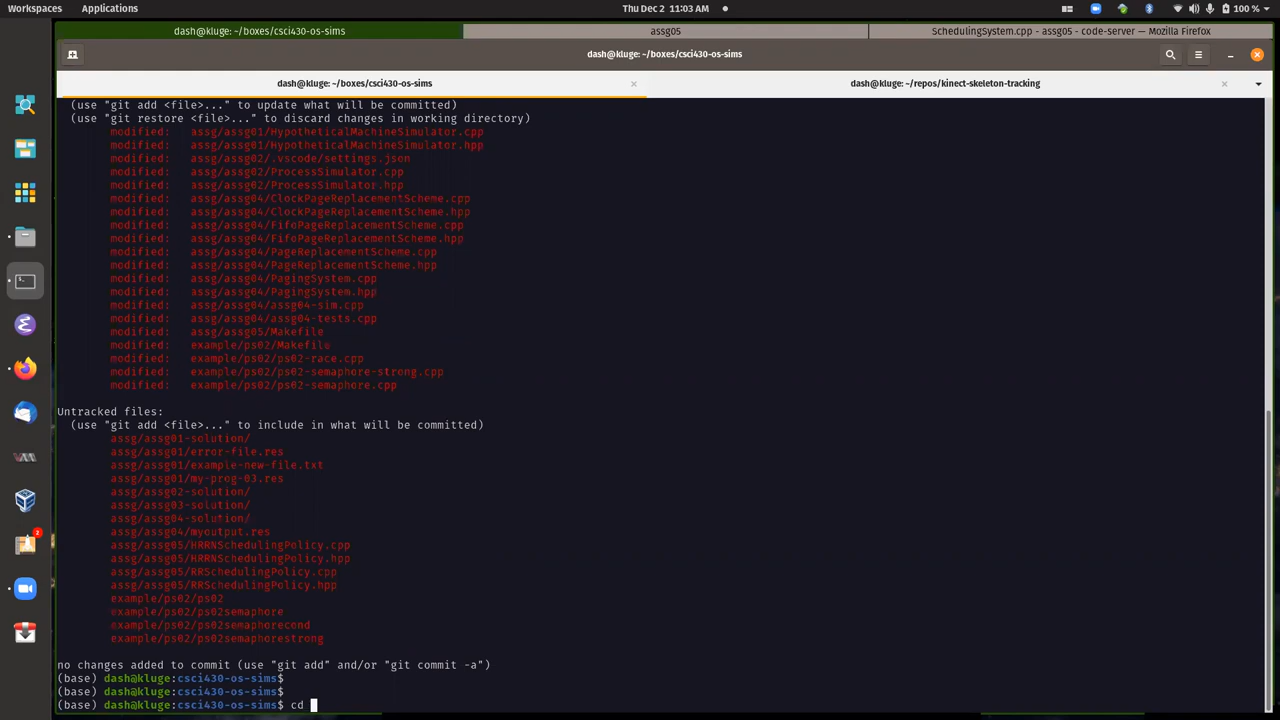 Workspaces Applications Thu Dec 2 11:03 AM 100 %
dash@kluge: ~/boxes/csci430-os-sims assg05 SchedulingSystem.cpp - assg05 - code-server — Mozilla Firefox
dash@kluge: ~/boxes/csci430-os-sims
dash@kluge: ~/boxes/csci430-os-sims dash@kluge: ~/repos/kinect-skeleton-tracking
(use "git add <file>..." to update what will be committed)
(use "git restore <file>..." to discard changes in working directory)
modified: assg/assg01/HypotheticalMachineSimulator.cpp
modified: assg/assg01/HypotheticalMachineSimulator.hpp
modified: assg/assg02/.vscode/settings.json
modified: assg/assg02/ProcessSimulator.cpp
modified: assg/assg02/ProcessSimulator.hpp
modified: assg/assg04/ClockPageReplacementScheme.cpp
modified: assg/assg04/ClockPageReplacementScheme.hpp
modified: assg/assg04/FifoPageReplacementScheme.cpp
modified: assg/assg04/FifoPageReplacementScheme.hpp
modified: assg/assg04/PageReplacementScheme.cpp
modified: assg/assg04/PageReplacementScheme.hpp
modified: assg/assg04/PagingSystem.cpp
modified: assg/assg04/PagingSystem.hpp
modified: assg/assg04/assg04-sim.cpp
modified: assg/assg04/assg04-tests.cpp
modified: assg/assg05/Makefile
modified: example/ps02/Makefile
modified: example/ps02/ps02-race.cpp
modified: example/ps02/ps02-semaphore-strong.cpp
modified: example/ps02/ps02-semaphore.cpp
Untracked files:
(use "git add <file>..." to include in what will be committed)
assg/assg01-solution/
assg/assg01/error-file.res
assg/assg01/example-new-file.txt
assg/assg01/my-prog-03.res
assg/assg02-solution/
assg/assg03-solution/
assg/assg04-solution/
assg/assg04/myoutput.res
assg/assg05/HRRNSchedulingPolicy.cpp
assg/assg05/HRRNSchedulingPolicy.hpp
assg/assg05/RRSchedulingPolicy.cpp
assg/assg05/RRSchedulingPolicy.hpp
example/ps02/ps02
example/ps02/ps02semaphore
example/ps02/ps02semaphorecond
example/ps02/ps02semaphorestrong
no changes added to commit (use "git add" and/or "git commit -a")
(base) dash@kluge:csci430-os-sims$
(base) dash@kluge:csci430-os-sims$
(base) dash@kluge:csci430-os-sims$ cd